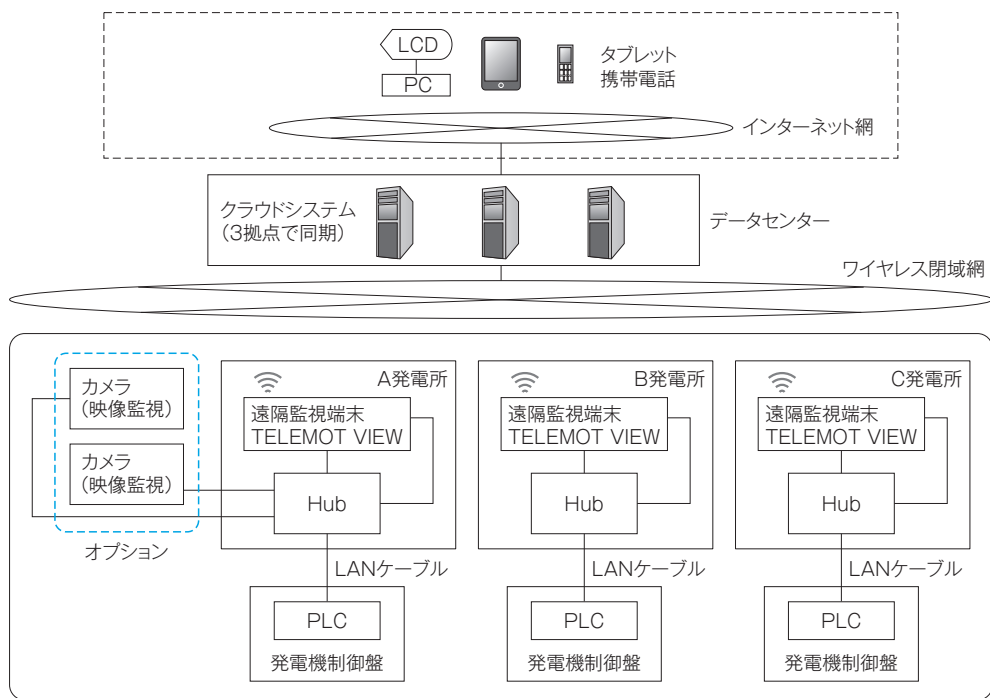 LCD
PC
タブレット
携帯電話
インターネット網
クラウドシステム
（3拠点で同期）
データセンター
ワイヤレス閉域網
カメラ
（映像監視）
カメラ
（映像監視）
オプション
A発電所
遠隔監視端末
TELEMOT VIEW
Hub
LANケーブル
PLC
発電機制御盤
B発電所
遠隔監視端末
TELEMOT VIEW
Hub
LANケーブル
PLC
発電機制御盤
C発電所
遠隔監視端末
TELEMOT VIEW
Hub
LANケーブル
PLC
発電機制御盤